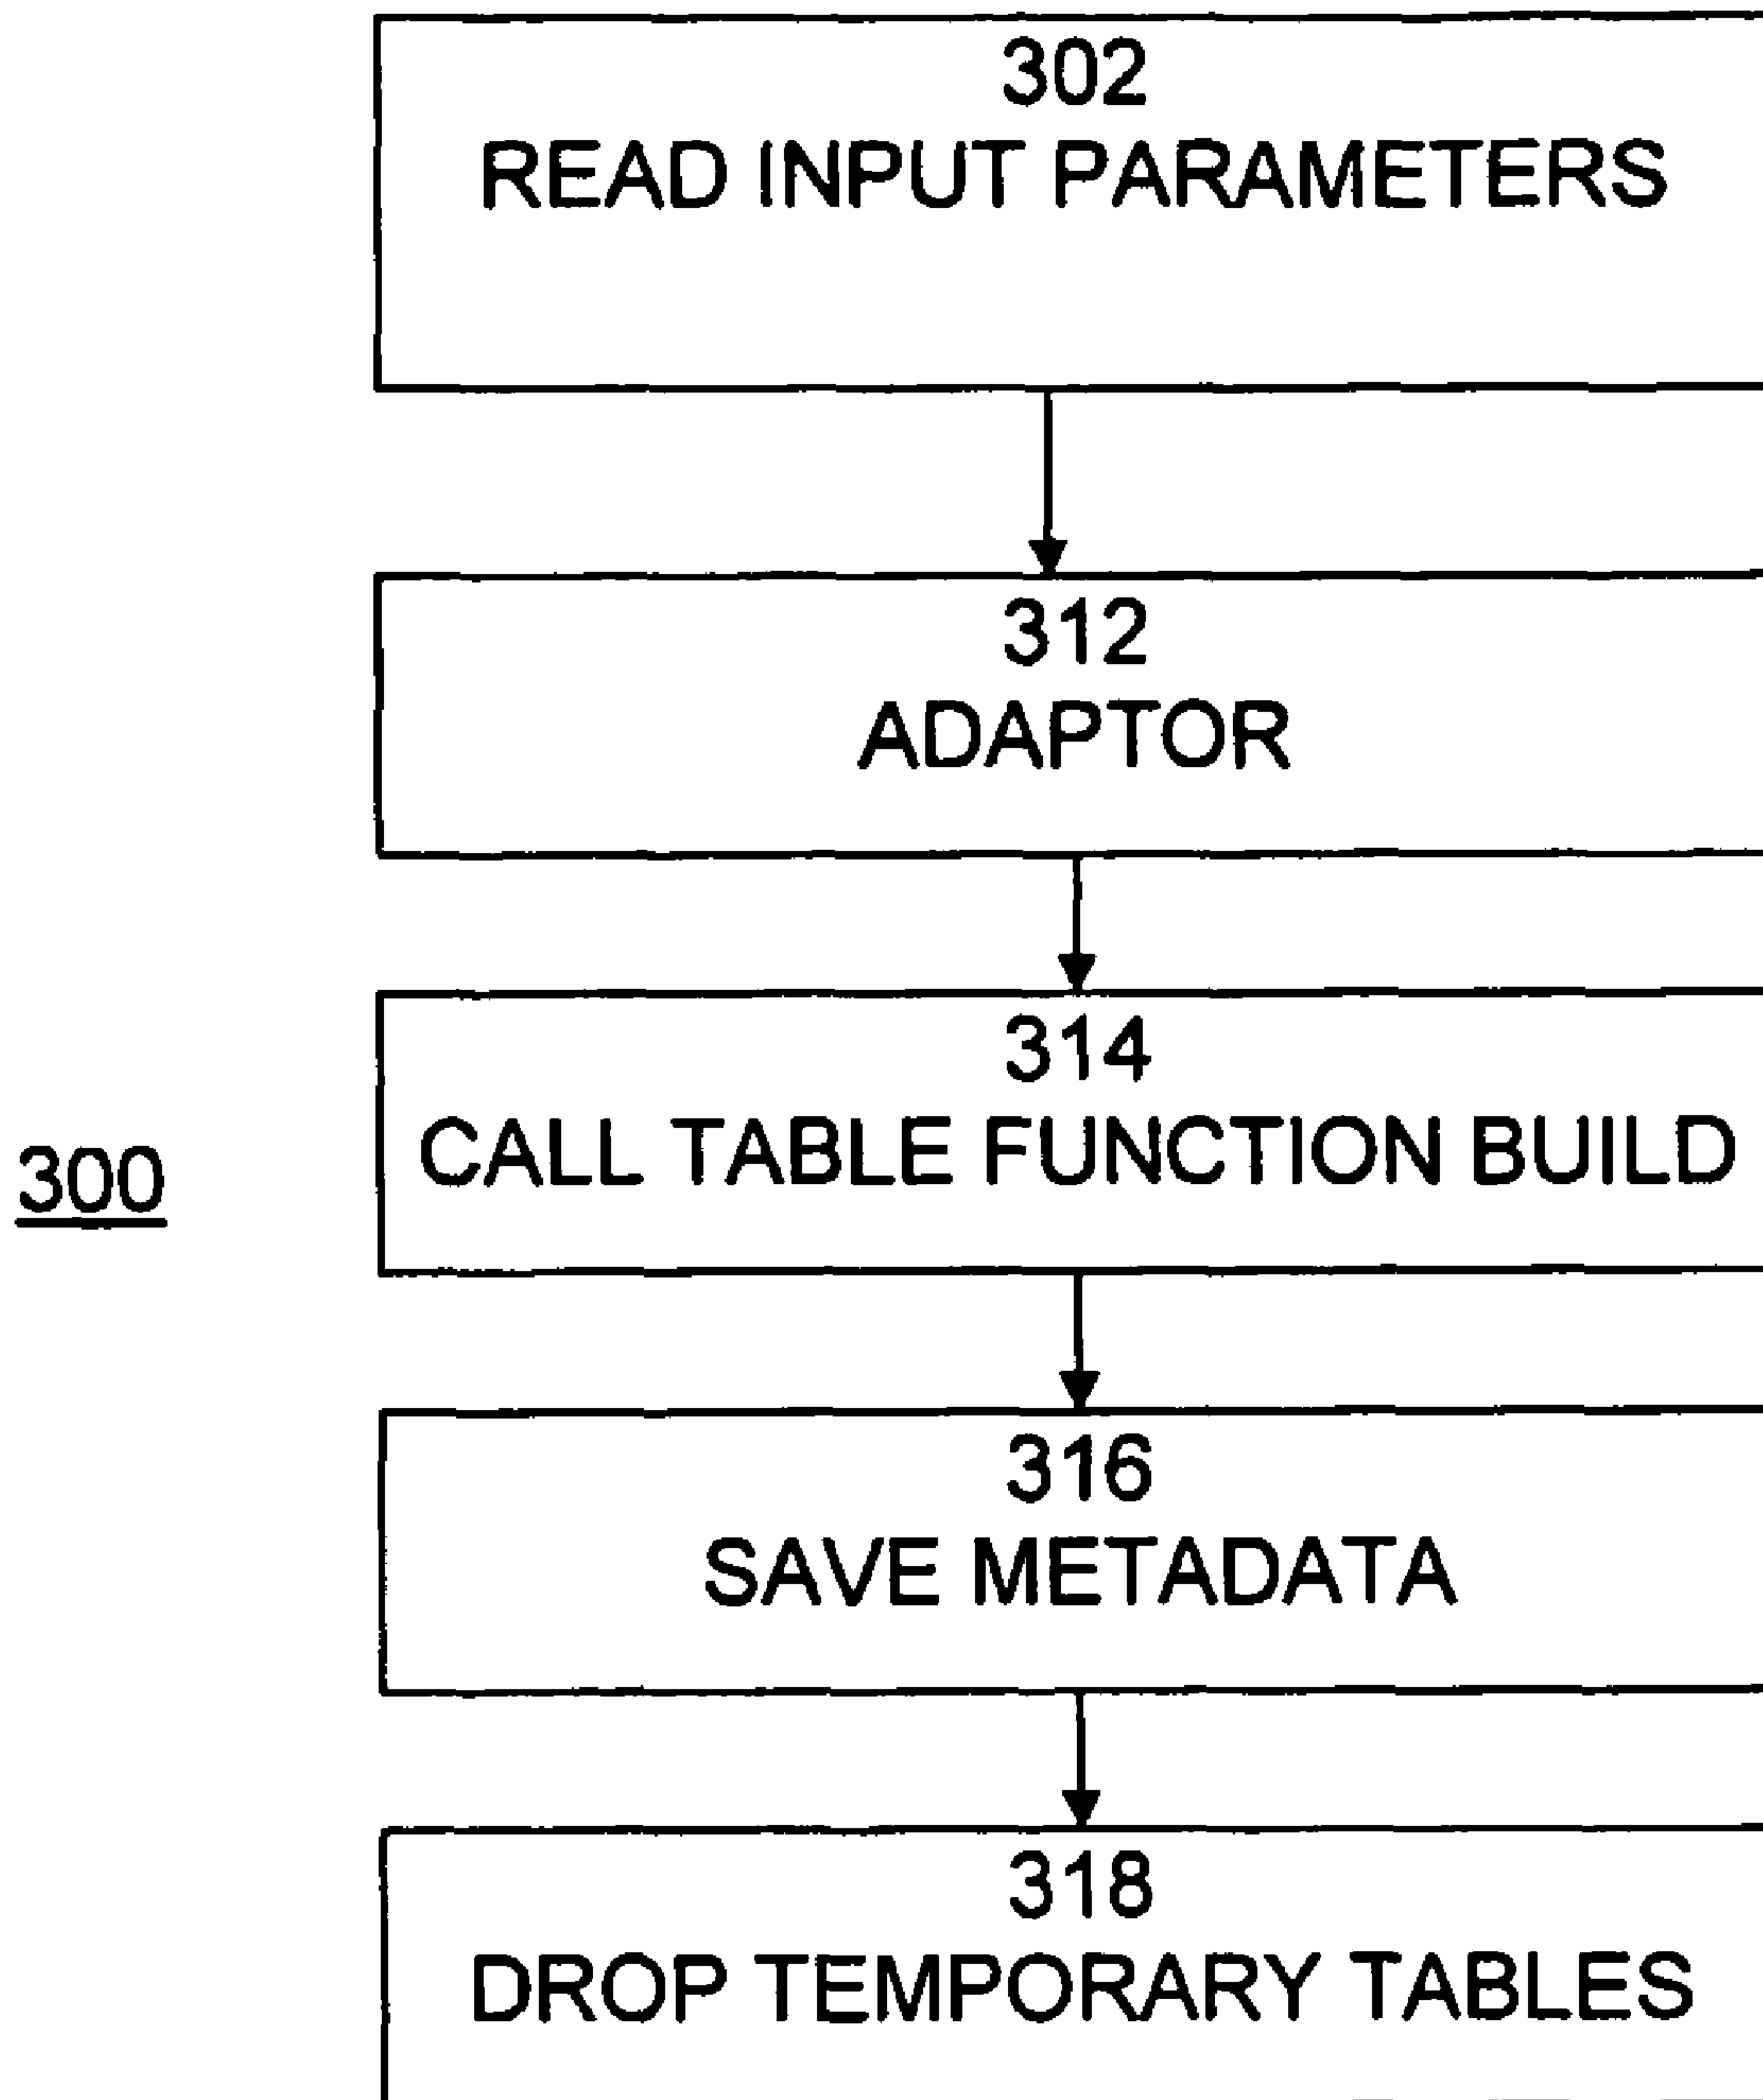 302
READ INPUT PARAMETERS
312
ADAPTOR
314
CALL TABLE FUNCTION BUILD
300
316
SAVE METADATA
318
DROP TEMPORARY TABLES